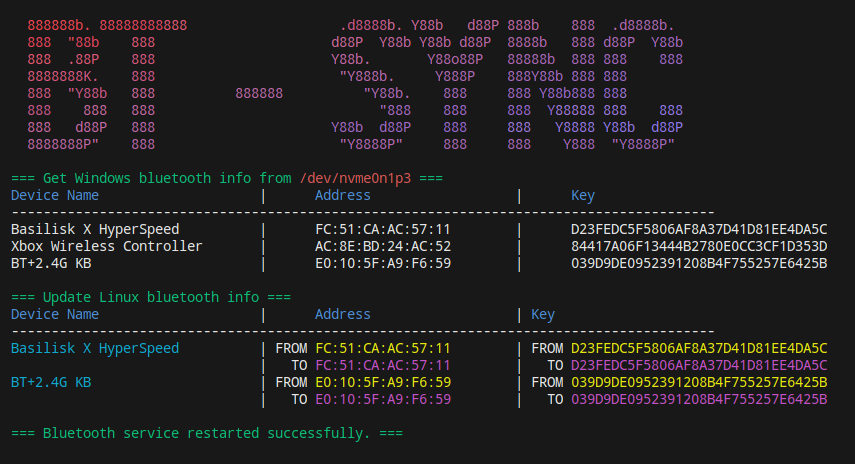 888888b. 88888888888                   .d8888b. Y88b   d88P 888b    888  .d8888b.
888  "88b    888                      d88P  Y88b Y88b d88P  8888b   888 d88P  Y88b
888  .88P    888                      Y88b.       Y88o88P   88888b  888 888    888
8888888K.    888                       "Y888b.     Y888P    888Y88b 888 888
888  "Y88b   888          888888          "Y88b.    888     888 Y88b888 888
888    888   888                            "888    888     888  Y88888 888    888
888   d88P   888                      Y88b  d88P    888     888   Y8888 Y88b  d88P
8888888P"    888                       "Y8888P"     888     888    Y888  "Y8888P"
=== Get Windows bluetooth info from /dev/nvme0n1p3 ===
Device Name | Address | Key
----------------------------------------------------------------------------------------
Basilisk X HyperSpeed | FC:51:CA:AC:57:11 | D23FEDC5F5806AF8A37D41D81EE4DA5C
Xbox Wireless Controller | AC:8E:BD:24:AC:52 | 84417A06F13444B2780E0CC3CF1D353D
BT+2.4G KB | E0:10:5F:A9:F6:59 | 039D9DE0952391208B4F755257E6425B
=== Update Linux bluetooth info ===
Device Name | Address | Key
----------------------------------------------------------------------------------------
Basilisk X HyperSpeed | FROM FC:51:CA:AC:57:11 | FROM D23FEDC5F5806AF8A37D41D81EE4DA5C
| TO FC:51:CA:AC:57:11 | TO D23FEDC5F5806AF8A37D41D81EE4DA5C
BT+2.4G KB | FROM E0:10:5F:A9:F6:59 | FROM 039D9DE0952391208B4F755257E6425B
| TO E0:10:5F:A9:F6:59 | TO 039D9DE0952391208B4F755257E6425B
=== Bluetooth service restarted successfully. ===